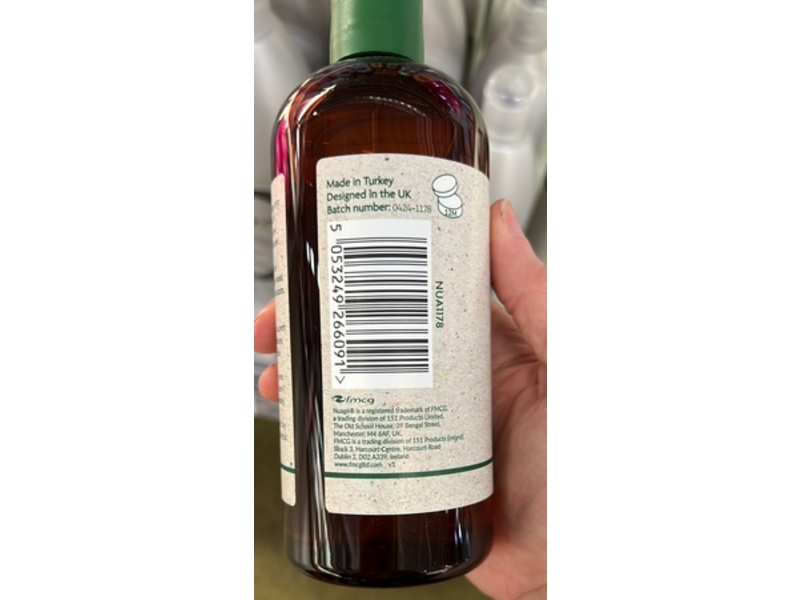 Made in Turkey
Designed in the UK
Batch number: 0424-1178
12M
5 053249 266091 >
NUA1178
fmcg
Nuage® is a registered trademark of FMCG,
a trading division of 151 Products Limited,
The Old School House, 39 Bengal Street,
Manchester, M4 6AF, UK.
FMCG is a trading division of 151 Products (Ireland),
Block 3, Harcourt Centre, Harcourt Road
Dublin 2, D02 A339, Ireland.
www.fmcgltd.com v1